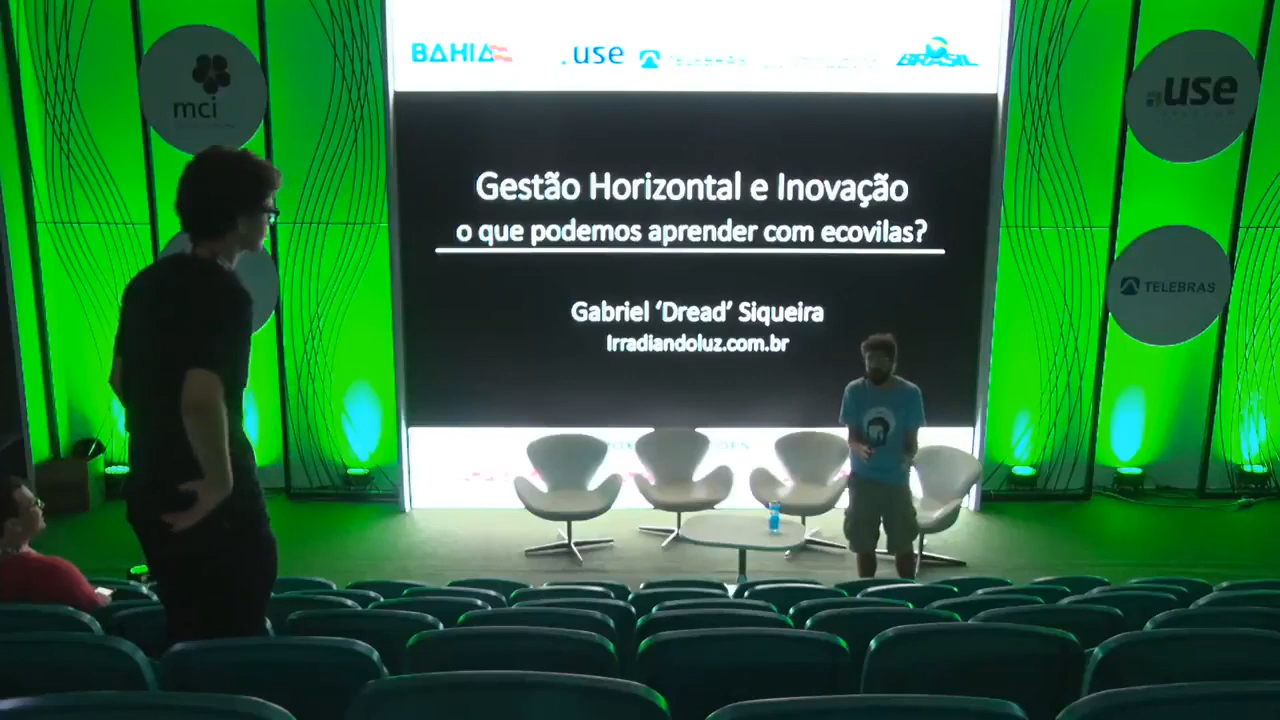 BAHIA
.use
TELEBRAS
BRASIL
mci
use
Gestão Horizontal e Inovação
o que podemos aprender com ecovilas?
TELEBRAS
Gabriel ‘Dread’ Siqueira
Irradiandoluz.com.br